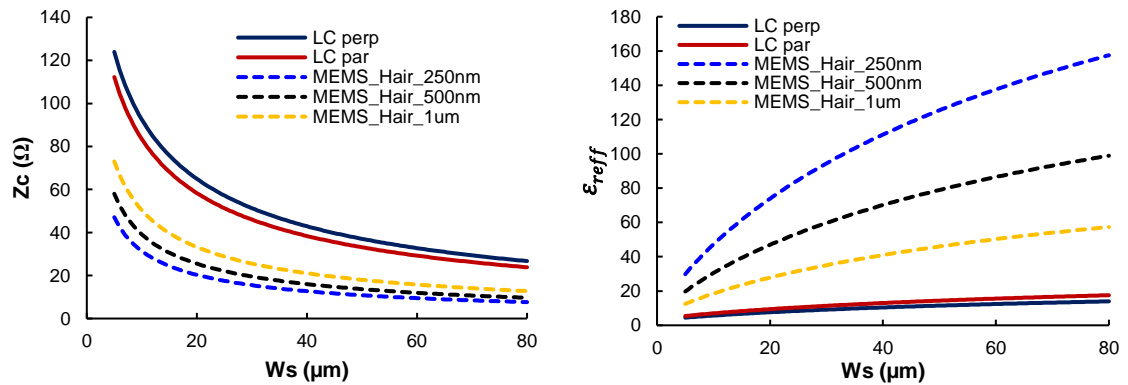 140
120
100
80
60
40
20
0
Zc (Ω)
LC perp
LC par
MEMS_Hair_250nm
MEMS_Hair_500nm
MEMS_Hair_1um
0 20 40 60 80
Ws (µm)
180
160
140
120
100
80
60
40
20
0
εreff
LC perp
LC par
MEMS_Hair_250nm
MEMS_Hair_500nm
MEMS_Hair_1um
0 20 40 60 80
Ws (µm)